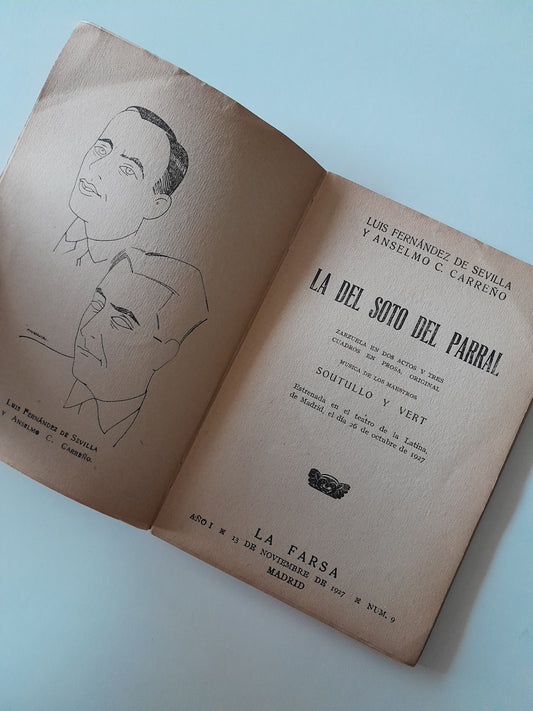 LUIS FERNÁNDEZ DE SEVILLA
Y ANSELMO C. CARREÑO.
LUIS FERNÁNDEZ DE SEVILLA
Y ANSELMO C. CARREÑO
LA DEL SOTO DEL PARRAL
ZARZUELA EN DOS ACTOS Y TRES
CUADROS EN PROSA, ORIGINAL
MUSICA DE LOS MAESTROS
SOUTULLO Y VERT
Estrenada en el teatro de la Latina,
de Madrid, el día 26 de octubre de 1927
LA FARSA
AÑO I ⌘ 13 DE NOVIEMBRE DE 1927 ⌘ NUM. 9
MADRID